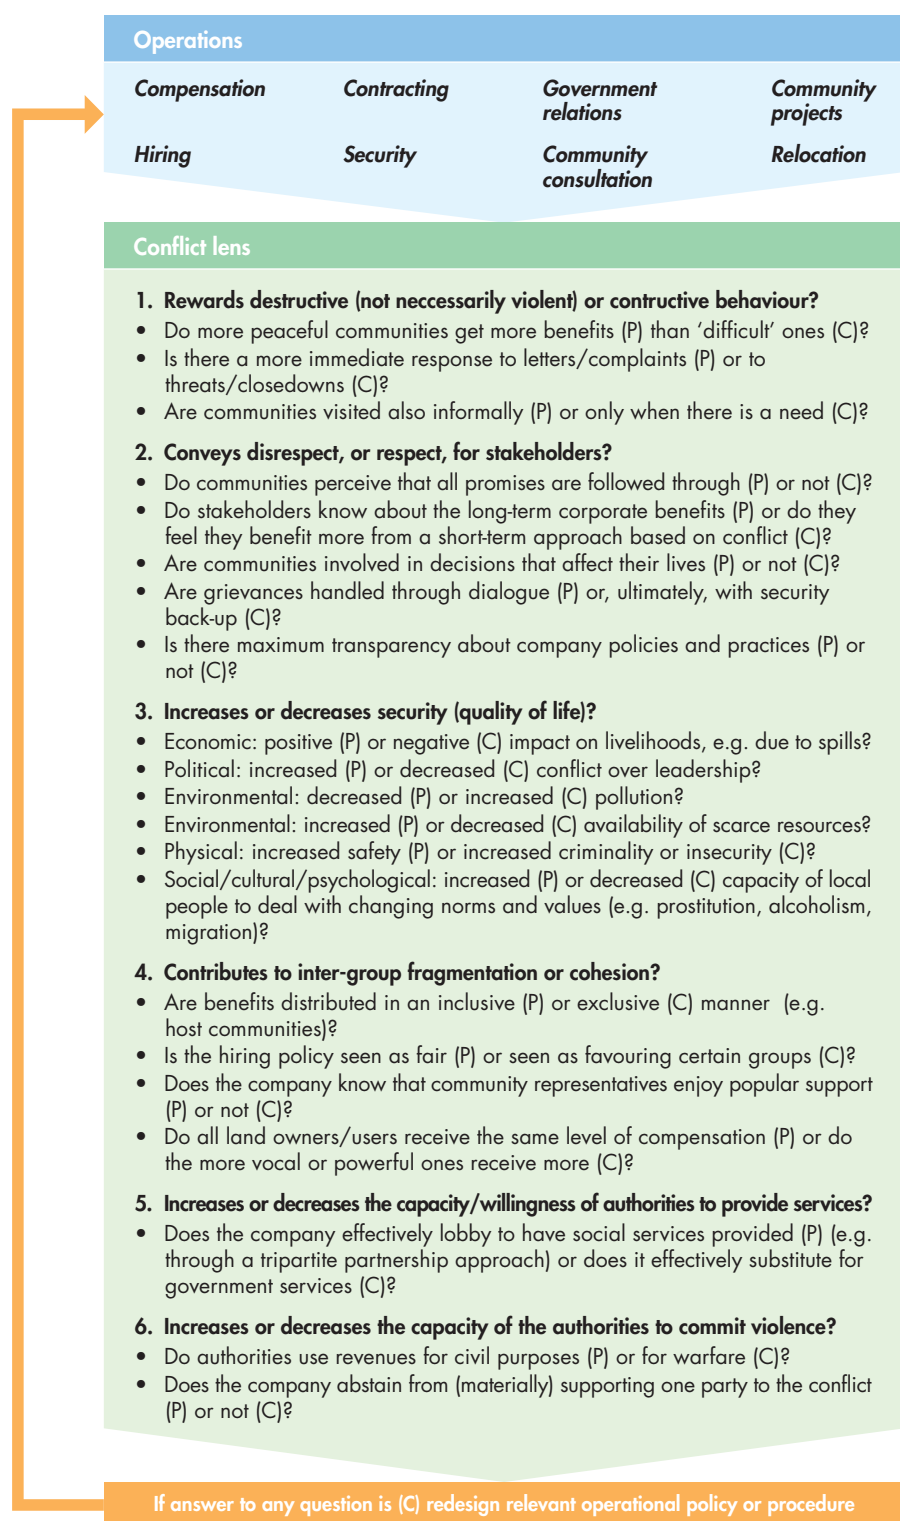 Operations
Compensation
Contracting
Government
relations
Community
projects
Hiring
Security
Community
consultation
Relocation
Conflict lens
1. Rewards destructive (not neccessarily violent) or contructive behaviour?
• Do more peaceful communities get more benefits (P) than ‘difficult’ ones (C)?
• Is there a more immediate response to letters/complaints (P) or to
threats/closedowns (C)?
• Are communities visited also informally (P) or only when there is a need (C)?
2. Conveys disrespect, or respect, for stakeholders?
• Do communities perceive that all promises are followed through (P) or not (C)?
• Do stakeholders know about the long-term corporate benefits (P) or do they
feel they benefit more from a short-term approach based on conflict (C)?
• Are communities involved in decisions that affect their lives (P) or not (C)?
• Are grievances handled through dialogue (P) or, ultimately, with security
back-up (C)?
• Is there maximum transparency about company policies and practices (P) or
not (C)?
3. Increases or decreases security (quality of life)?
• Economic: positive (P) or negative (C) impact on livelihoods, e.g. due to spills?
• Political: increased (P) or decreased (C) conflict over leadership?
• Environmental: decreased (P) or increased (C) pollution?
• Environmental: increased (P) or decreased (C) availability of scarce resources?
• Physical: increased safety (P) or increased criminality or insecurity (C)?
• Social/cultural/psychological: increased (P) or decreased (C) capacity of local
people to deal with changing norms and values (e.g. prostitution, alcoholism,
migration)?
4. Contributes to inter-group fragmentation or cohesion?
• Are benefits distributed in an inclusive (P) or exclusive (C) manner (e.g.
host communities)?
• Is the hiring policy seen as fair (P) or seen as favouring certain groups (C)?
• Does the company know that community representatives enjoy popular support
(P) or not (C)?
• Do all land owners/users receive the same level of compensation (P) or do
the more vocal or powerful ones receive more (C)?
5. Increases or decreases the capacity/willingness of authorities to provide services?
• Does the company effectively lobby to have social services provided (P) (e.g.
through a tripartite partnership approach) or does it effectively substitute for
government services (C)?
6. Increases or decreases the capacity of the authorities to commit violence?
• Do authorities use revenues for civil purposes (P) or for warfare (C)?
• Does the company abstain from (materially) supporting one party to the conflict
(P) or not (C)?
If answer to any question is (C) redesign relevant operational policy or procedure